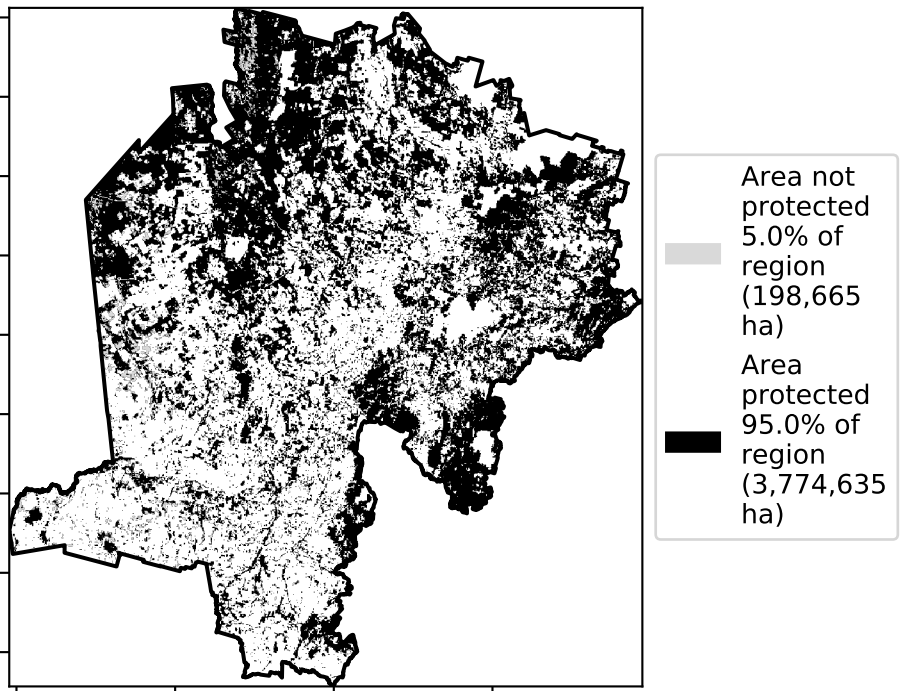 Area not
protected
5.0% of
region
(198,665
ha)
Area
protected
95.0% of
region
(3,774,635
ha)